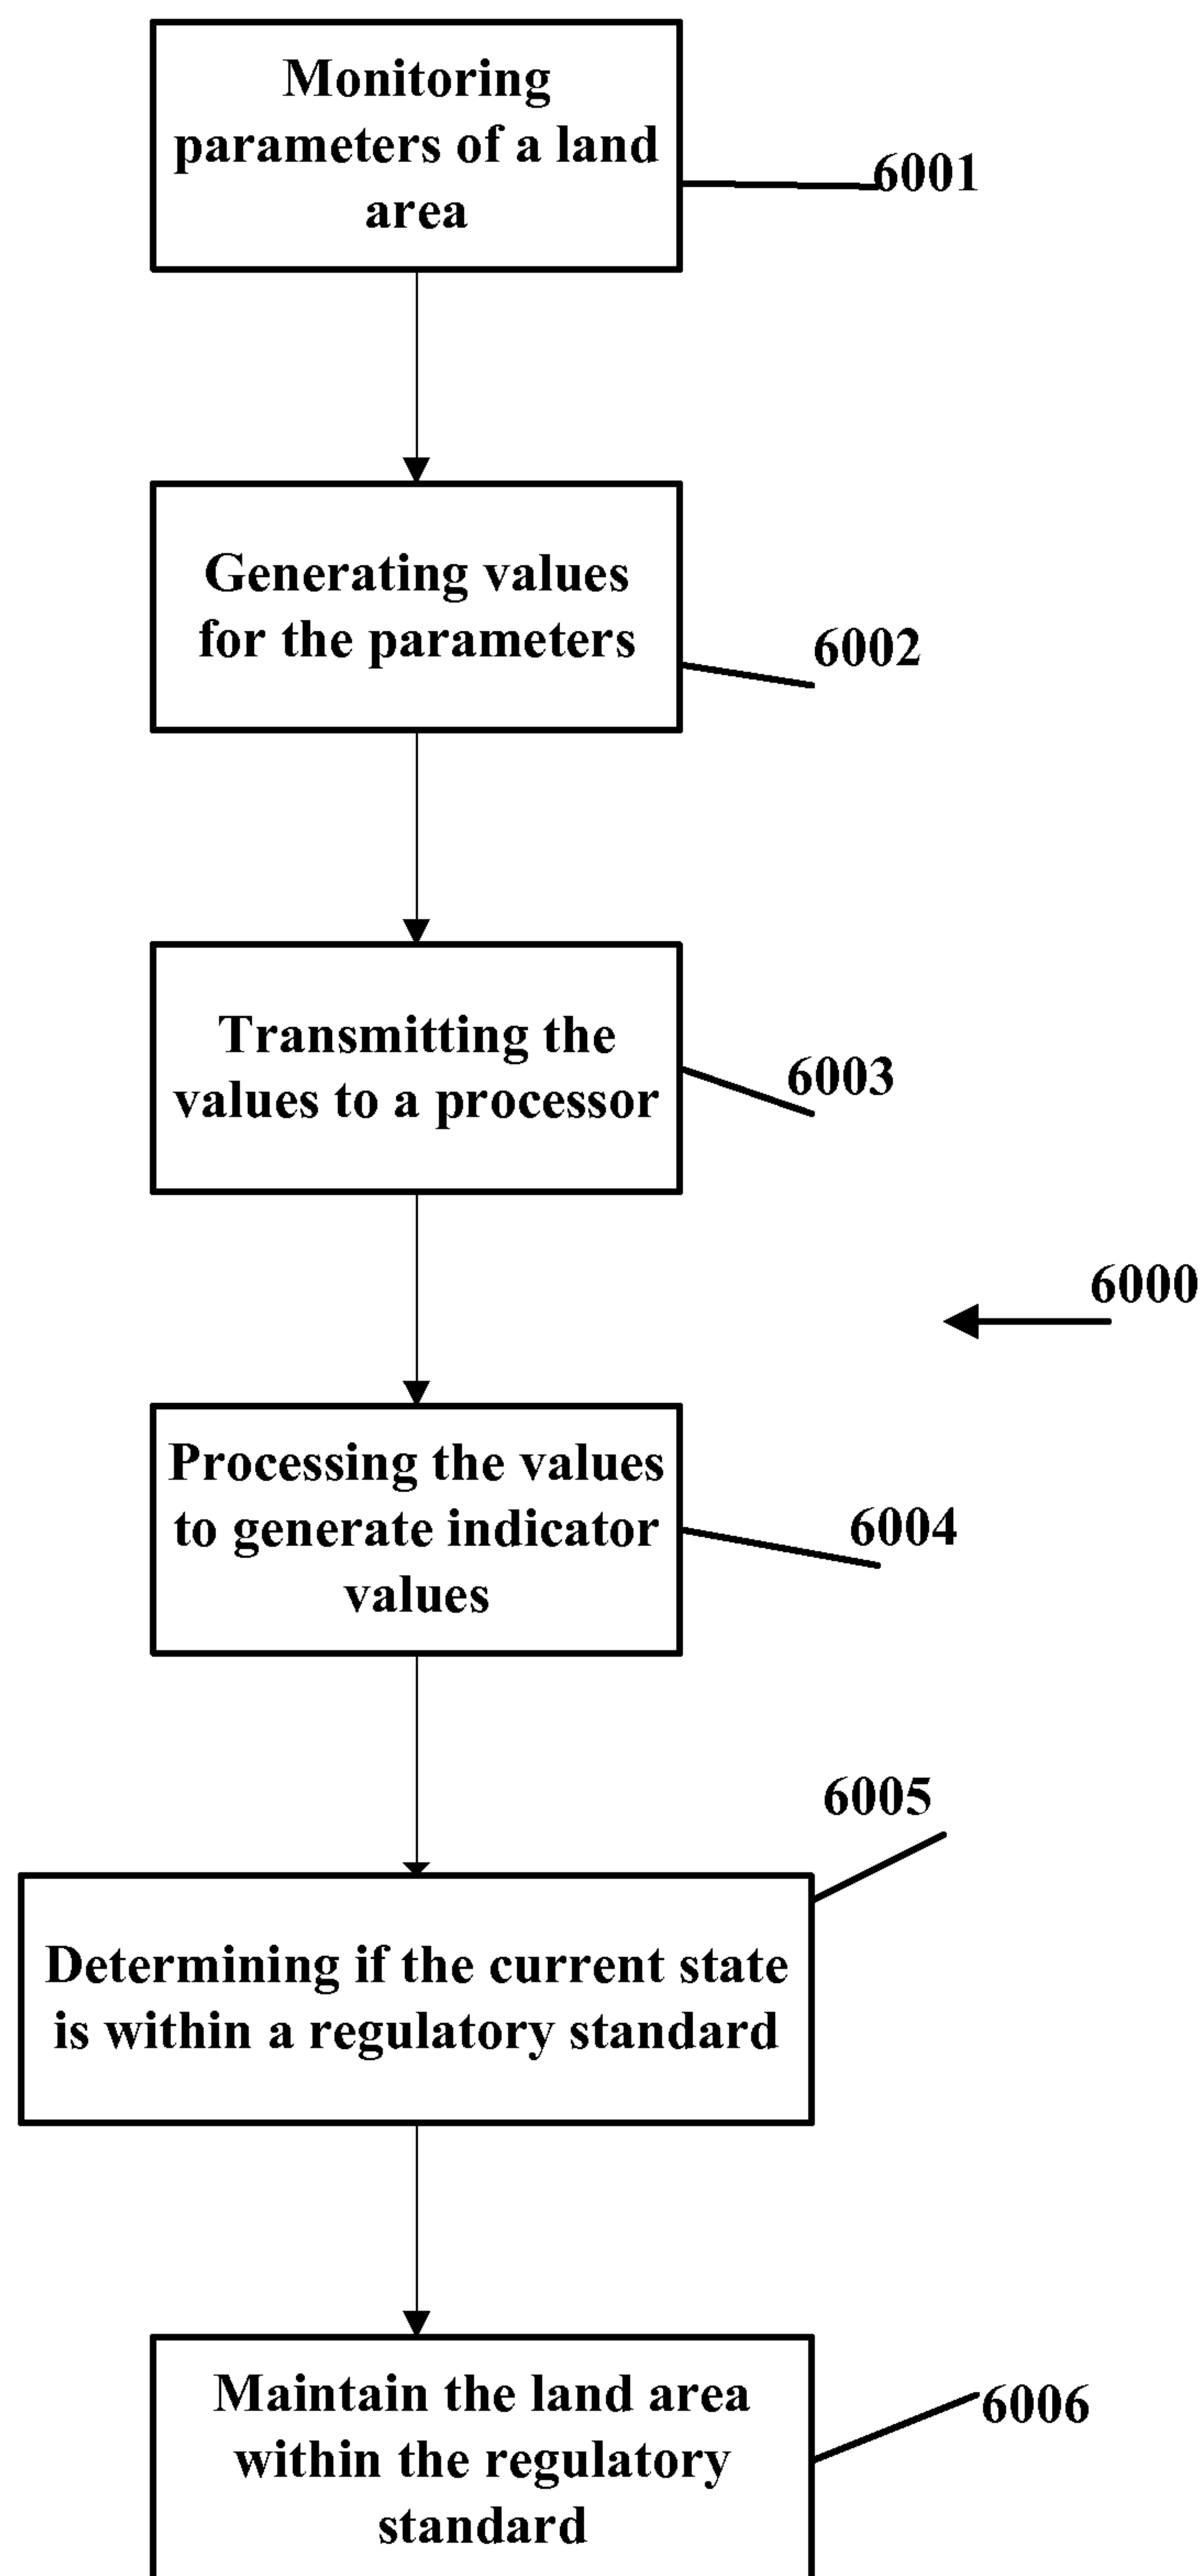 Monitoring
parameters of a land
area
6001
Generating values
for the parameters
6002
Transmitting the
values to a processor
6003
6000
Processing the values
to generate indicator
values
6004
6005
Determining if the current state
is within a regulatory standard
Maintain the land area
within the regulatory
standard
6006